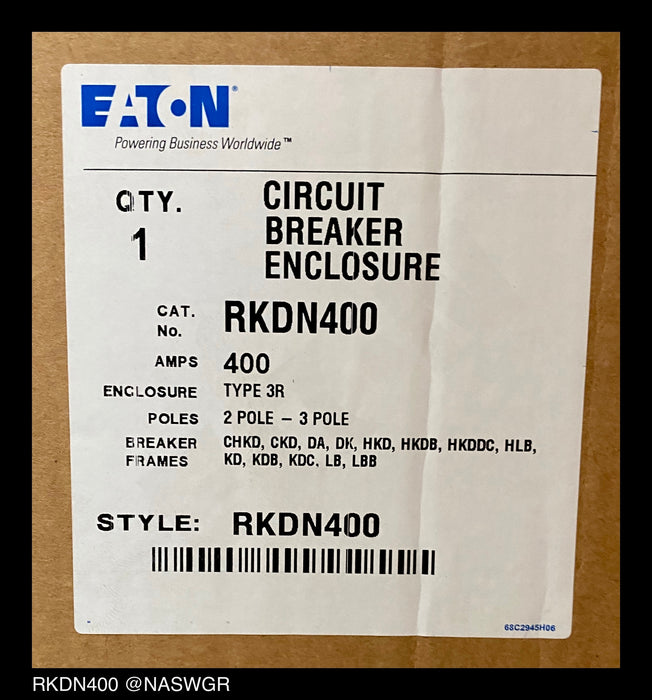 EATON®
Powering Business Worldwide™
QTY.
1
CIRCUIT
BREAKER
ENCLOSURE
CAT.
No.
RKDN400
AMPS 400
ENCLOSURE TYPE 3R
POLES 2 POLE – 3 POLE
BREAKER FRAMES
CHKD, CKD, DA, DK, HKD, HKDB, HKDDC, HLB,
KD, KDB, KDC, LB, LBB
STYLE: RKDN400
68C2945H06
RKDN400 @NASWGR